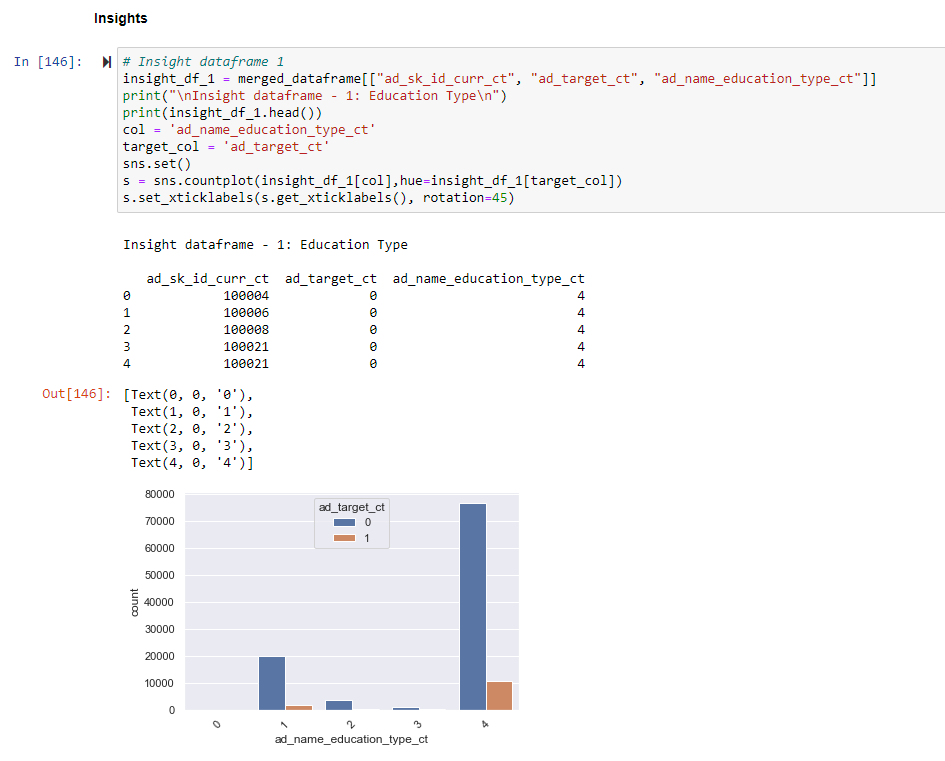 Insights
In [146]:
# Insight dataframe 1
insight_df_1 = merged_dataframe[["ad_sk_id_curr_ct", "ad_target_ct", "ad_name_education_type_ct"]]
print("\nInsight dataframe - 1: Education Type\n")
print(insight_df_1.head())
col = 'ad_name_education_type_ct'
target_col = 'ad_target_ct'
sns.set()
s = sns.countplot(insight_df_1[col],hue=insight_df_1[target_col])
s.set_xticklabels(s.get_xticklabels(), rotation=45)
Insight dataframe - 1: Education Type
ad_sk_id_curr_ct ad_target_ct ad_name_education_type_ct
0 100004 0 4
1 100006 0 4
2 100008 0 4
3 100021 0 4
4 100021 0 4
Out[146]: [Text(0, 0, '0'),
Text(1, 0, '1'),
Text(2, 0, '2'),
Text(3, 0, '3'),
Text(4, 0, '4')]
80000
70000
60000
50000
40000
30000
20000
10000
0
count
ad_target_ct
0
1
0 1 2 3 4
ad_name_education_type_ct